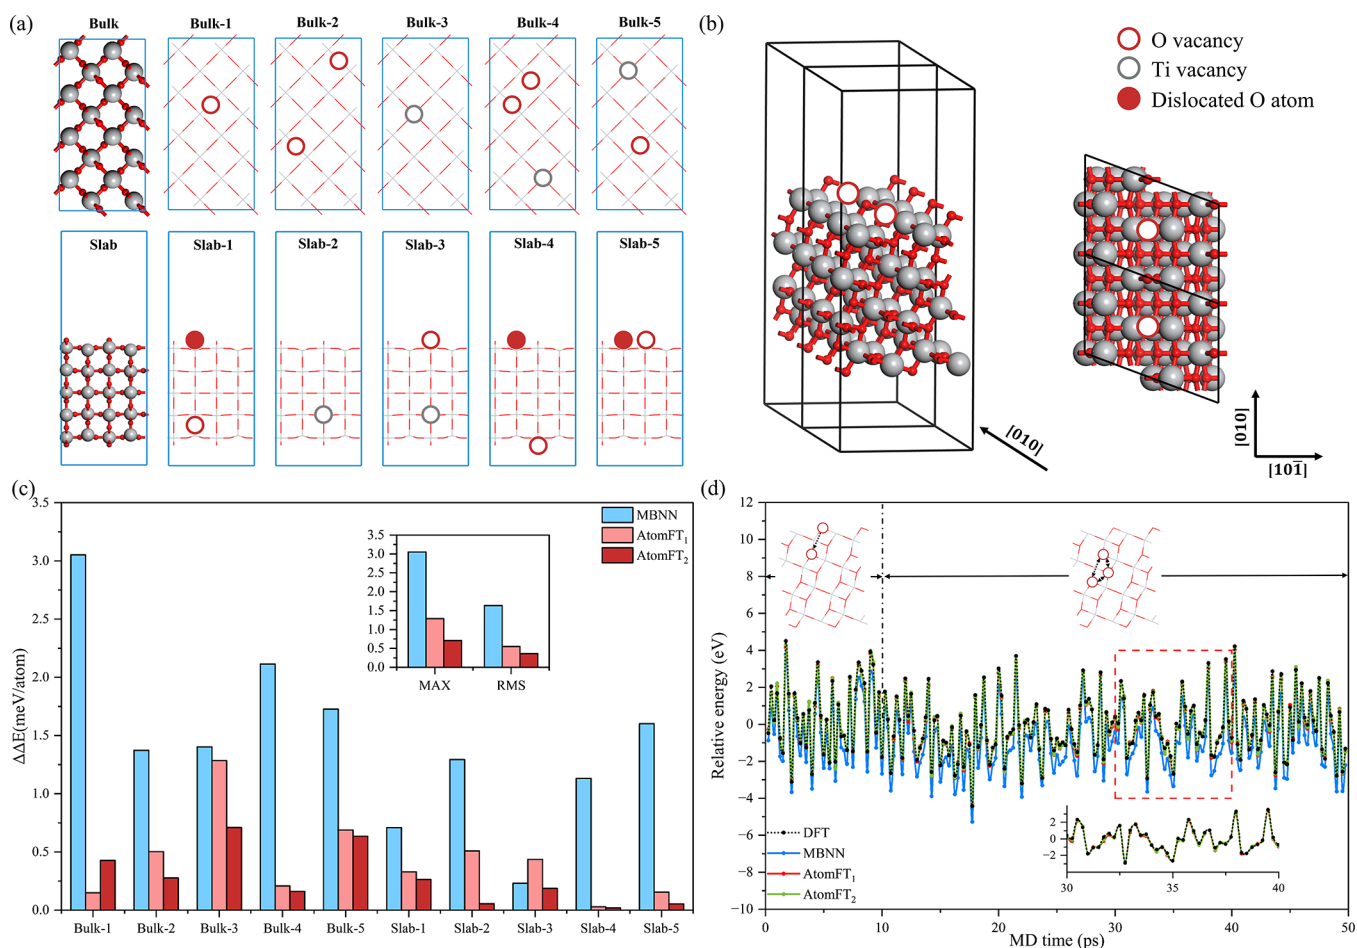 (a)
Bulk Bulk-1 Bulk-2 Bulk-3 Bulk-4 Bulk-5
Slab Slab-1 Slab-2 Slab-3 Slab-4 Slab-5
(b)
O vacancy
Ti vacancy
Dislocated O atom
[010]
[010]
[101̄]
(c)
ΔΔE(meV/atom)
3.5
3.0
2.5
2.0
1.5
1.0
0.5
0.0
MBNN
AtomFT1
AtomFT2
3.5
3.0
2.5
2.0
1.5
1.0
0.5
0.0
MAX RMS
Bulk-1 Bulk-2 Bulk-3 Bulk-4 Bulk-5 Slab-1 Slab-2 Slab-3 Slab-4 Slab-5
(d)
Relative energy (eV)
12
10
8
6
4
2
0
−2
−4
−6
−8
−10
DFT
MBNN
AtomFT1
AtomFT2
2
0
−2
30 35 40
0 10 20 30 40 50
MD time (ps)